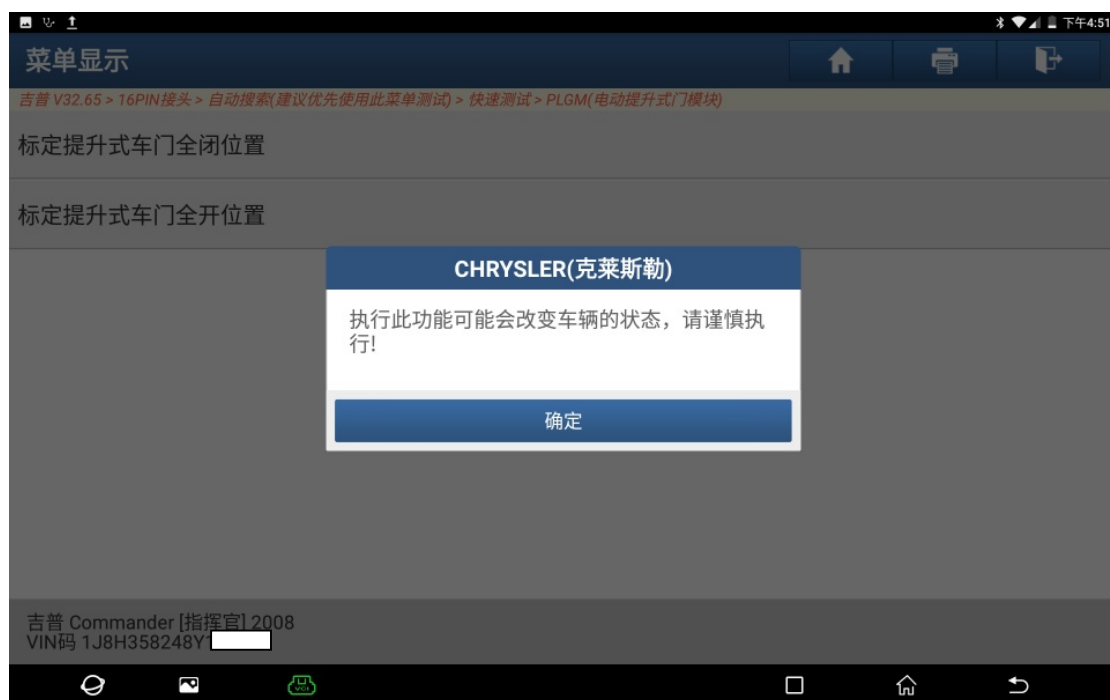 下午4:51
菜单显示
吉普 V32.65 > 16PIN接头 > 自动搜索(建议优先使用此菜单测试) > 快速测试 > PLGM(电动提升式门模块)
标定提升式车门全闭位置
标定提升式车门全开位置
CHRYSLER(克莱斯勒)
执行此功能可能会改变车辆的状态，请谨慎执
行!
确定
吉普 Commander [指挥官] 2008
VIN码 1J8H358248Y1